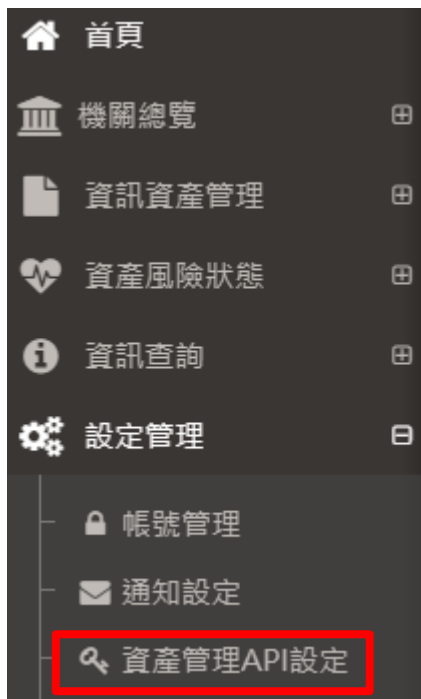 首頁
機關總覽
資訊資產管理
資產風險狀態
資訊查詢
設定管理
帳號管理
通知設定
資產管理API設定